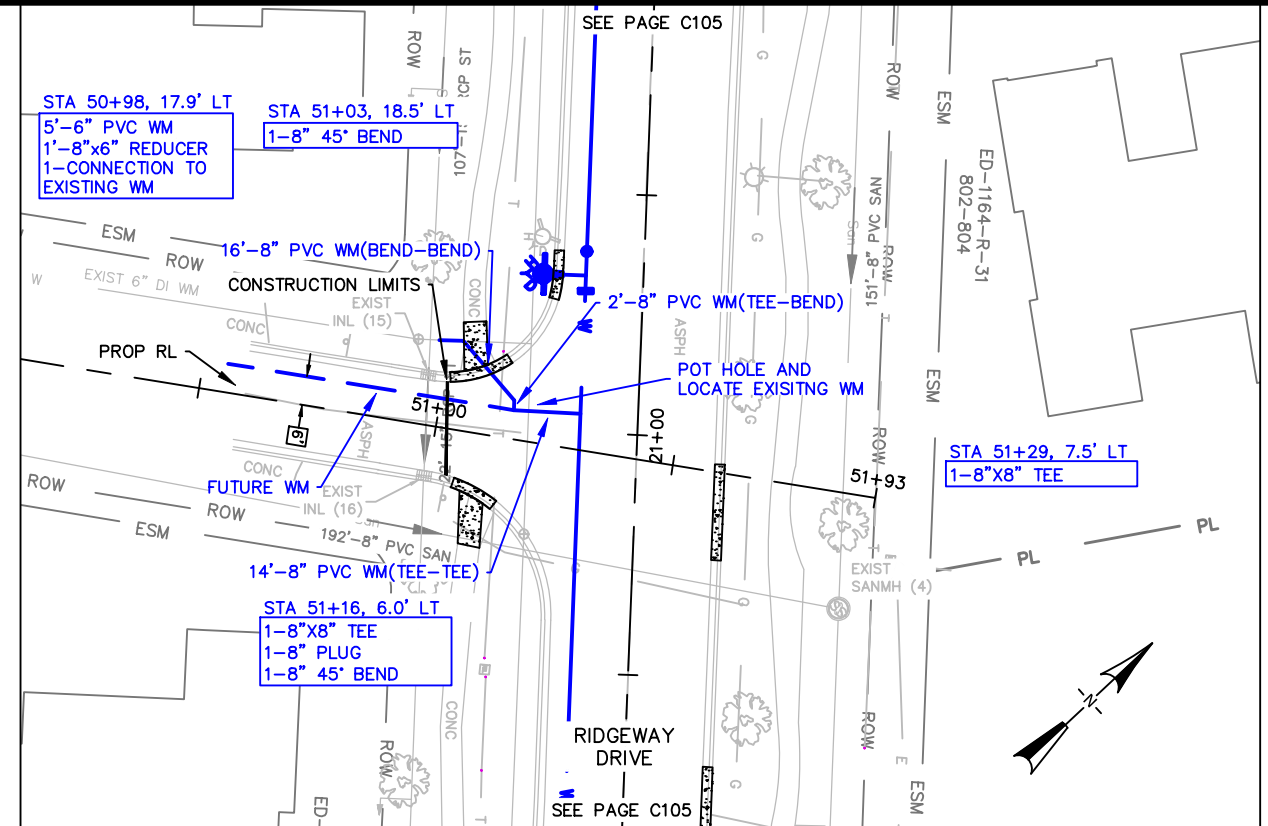 SEE PAGE C105
STA 50+98, 17.9' LT
5'-6" PVC WM
1'-8"x6" REDUCER
1-CONNECTION TO
EXISTING WM
STA 51+03, 18.5' LT
1-8" 45° BEND
ROW
ROW
ESM
G
T
H
ED-1164-R-31
802-804
151'-8" PVC SAN
San
ROW
G
ESM
ROW
W
EXIST 6" DI WM
16'-8" PVC WM(BEND-BEND)
CONSTRUCTION LIMITS
EXIST
INL (15)
CONC
CONC
2'-8" PVC WM(TEE-BEND)
W
ASPH
T
PROP RL
POT HOLE AND
LOCATE EXISITNG WM
ESM
51+00
21+00
6'
ASPH
T
G
ROW
CONC
FUTURE WM
EXIST
INL (16)
51+93
STA 51+29, 7.5' LT
1-8"X8" TEE
ROW
ROW
ESM
192'-8" PVC SAN
14'-8" PVC WM(TEE-TEE)
G
G
T
EXIST
SANMH (4)
SS
PL
PL
STA 51+16, 6.0' LT
1-8"X8" TEE
1-8" PLUG
1-8" 45° BEND
N
CONC
ROW
RIDGEWAY
DRIVE
ROW
E
G
W
ESM
ED-
T
SEE PAGE C105